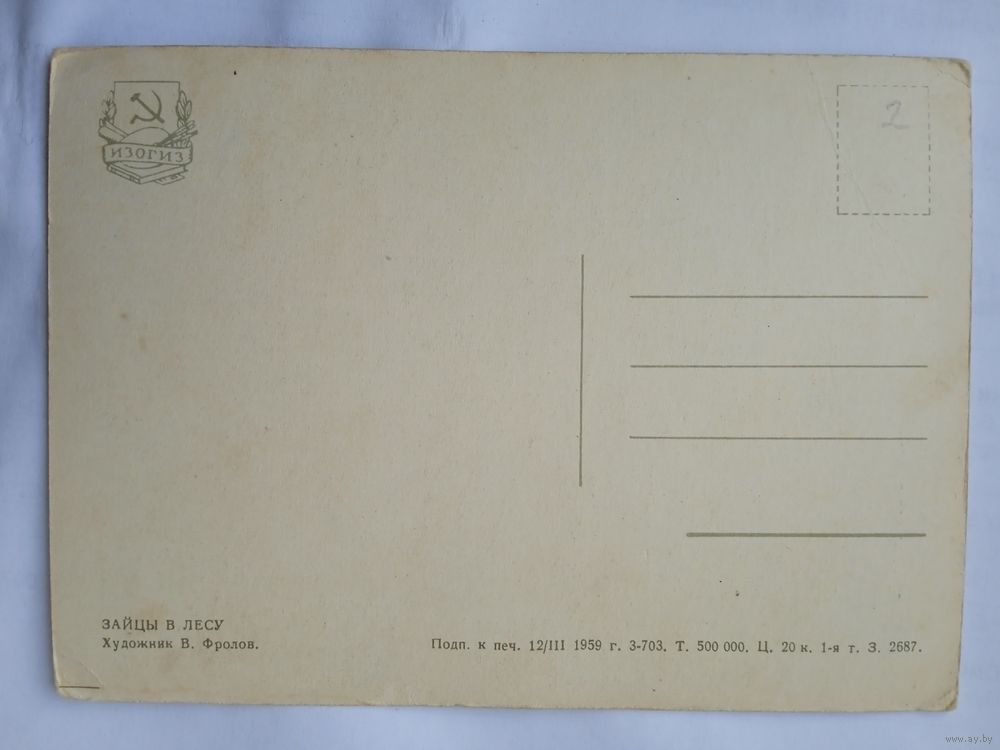 ИЗОГИЗ
2
ЗАЙЦЫ В ЛЕСУ
Художник В. Фролов.
Подп. к печ. 12/III 1959 г. 3-703. Т. 500 000. Ц. 20 к. 1-я т. З. 2687.
www.ay.by